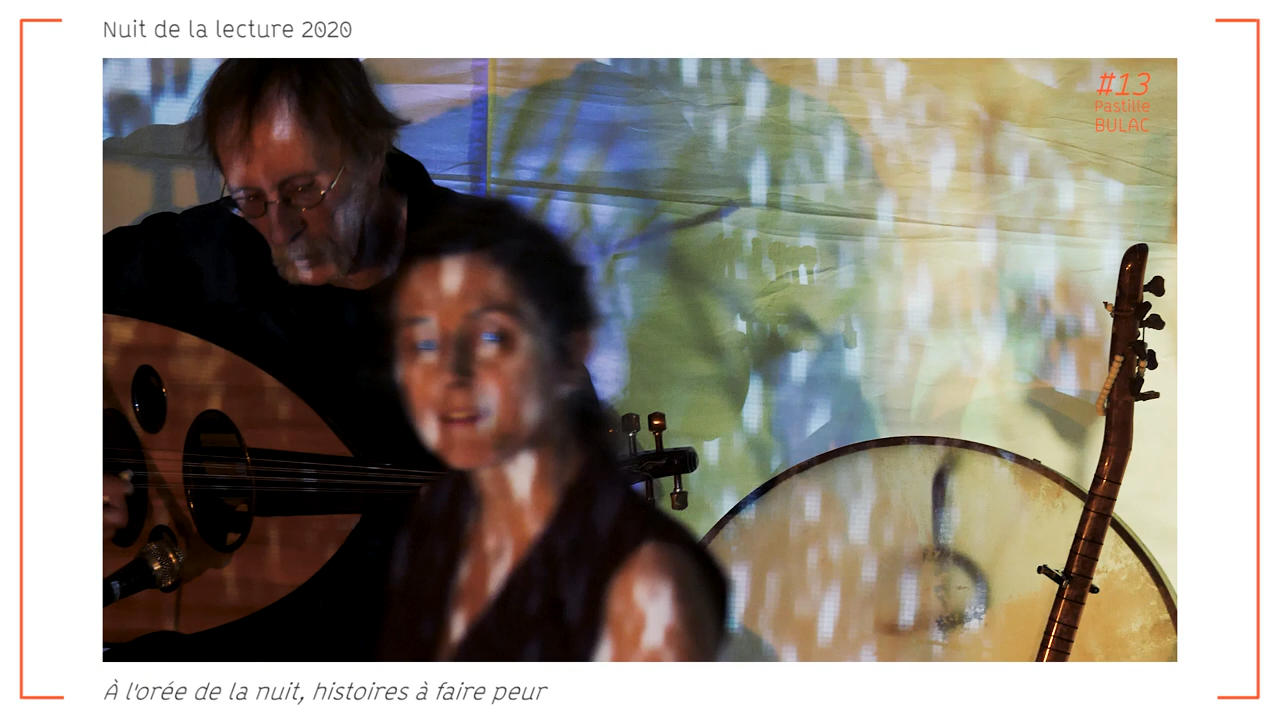 Nuit de la lecture 2020
#13
Pastille
BULAC
À l'orée de la nuit, histoires à faire peur